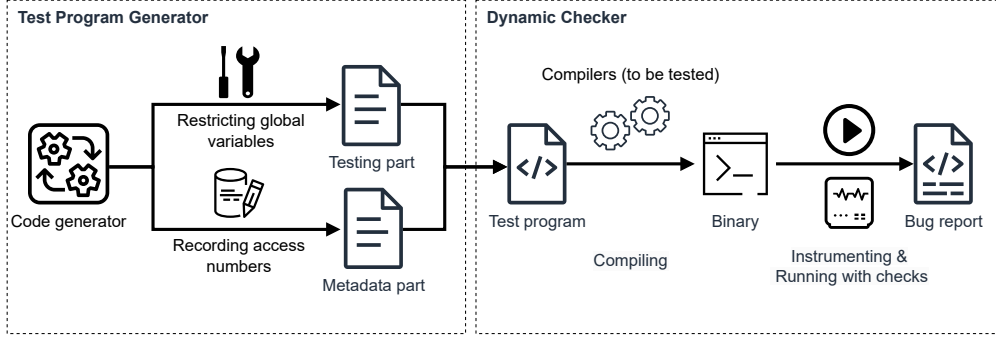 Test Program Generator
Dynamic Checker
Code generator
Restricting global
variables
Testing part
Recording access
numbers
Metadata part
Compilers (to be tested)
Test program
Compiling
Binary
Instrumenting &
Running with checks
Bug report